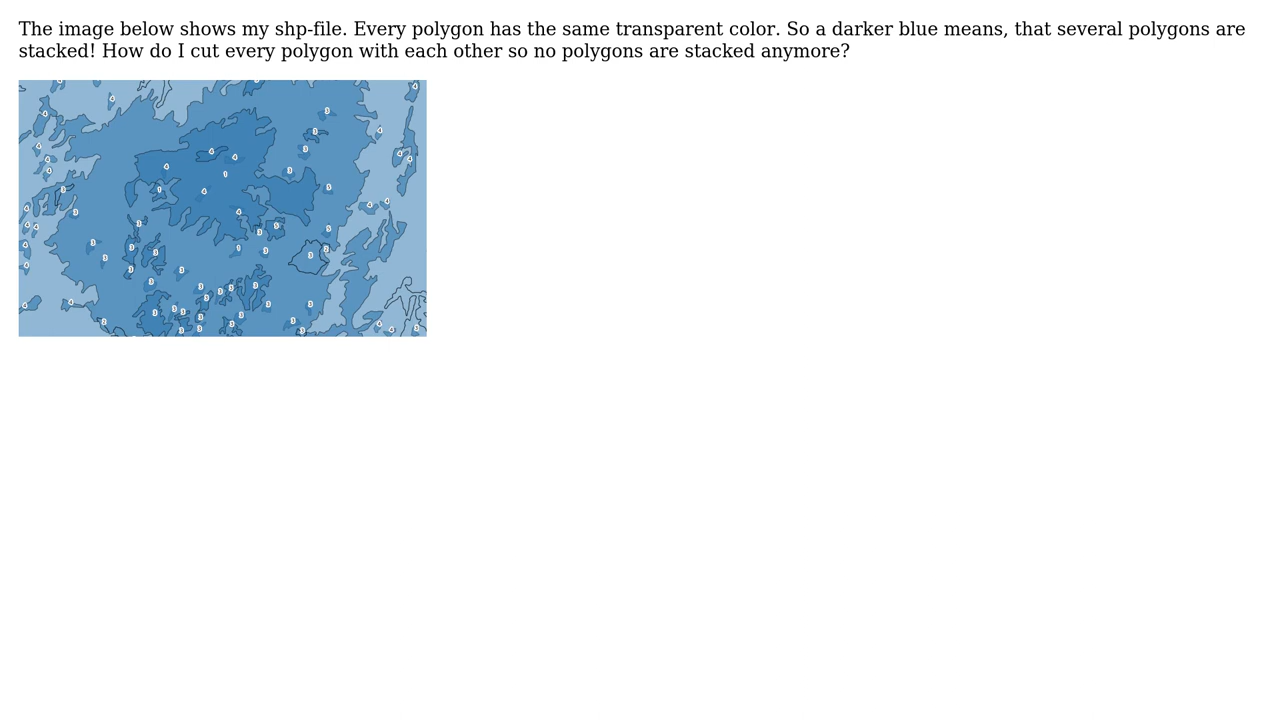 The image below shows my shp-file. Every polygon has the same transparent color. So a darker blue means, that several polygons are
stacked! How do I cut every polygon with each other so no polygons are stacked anymore?